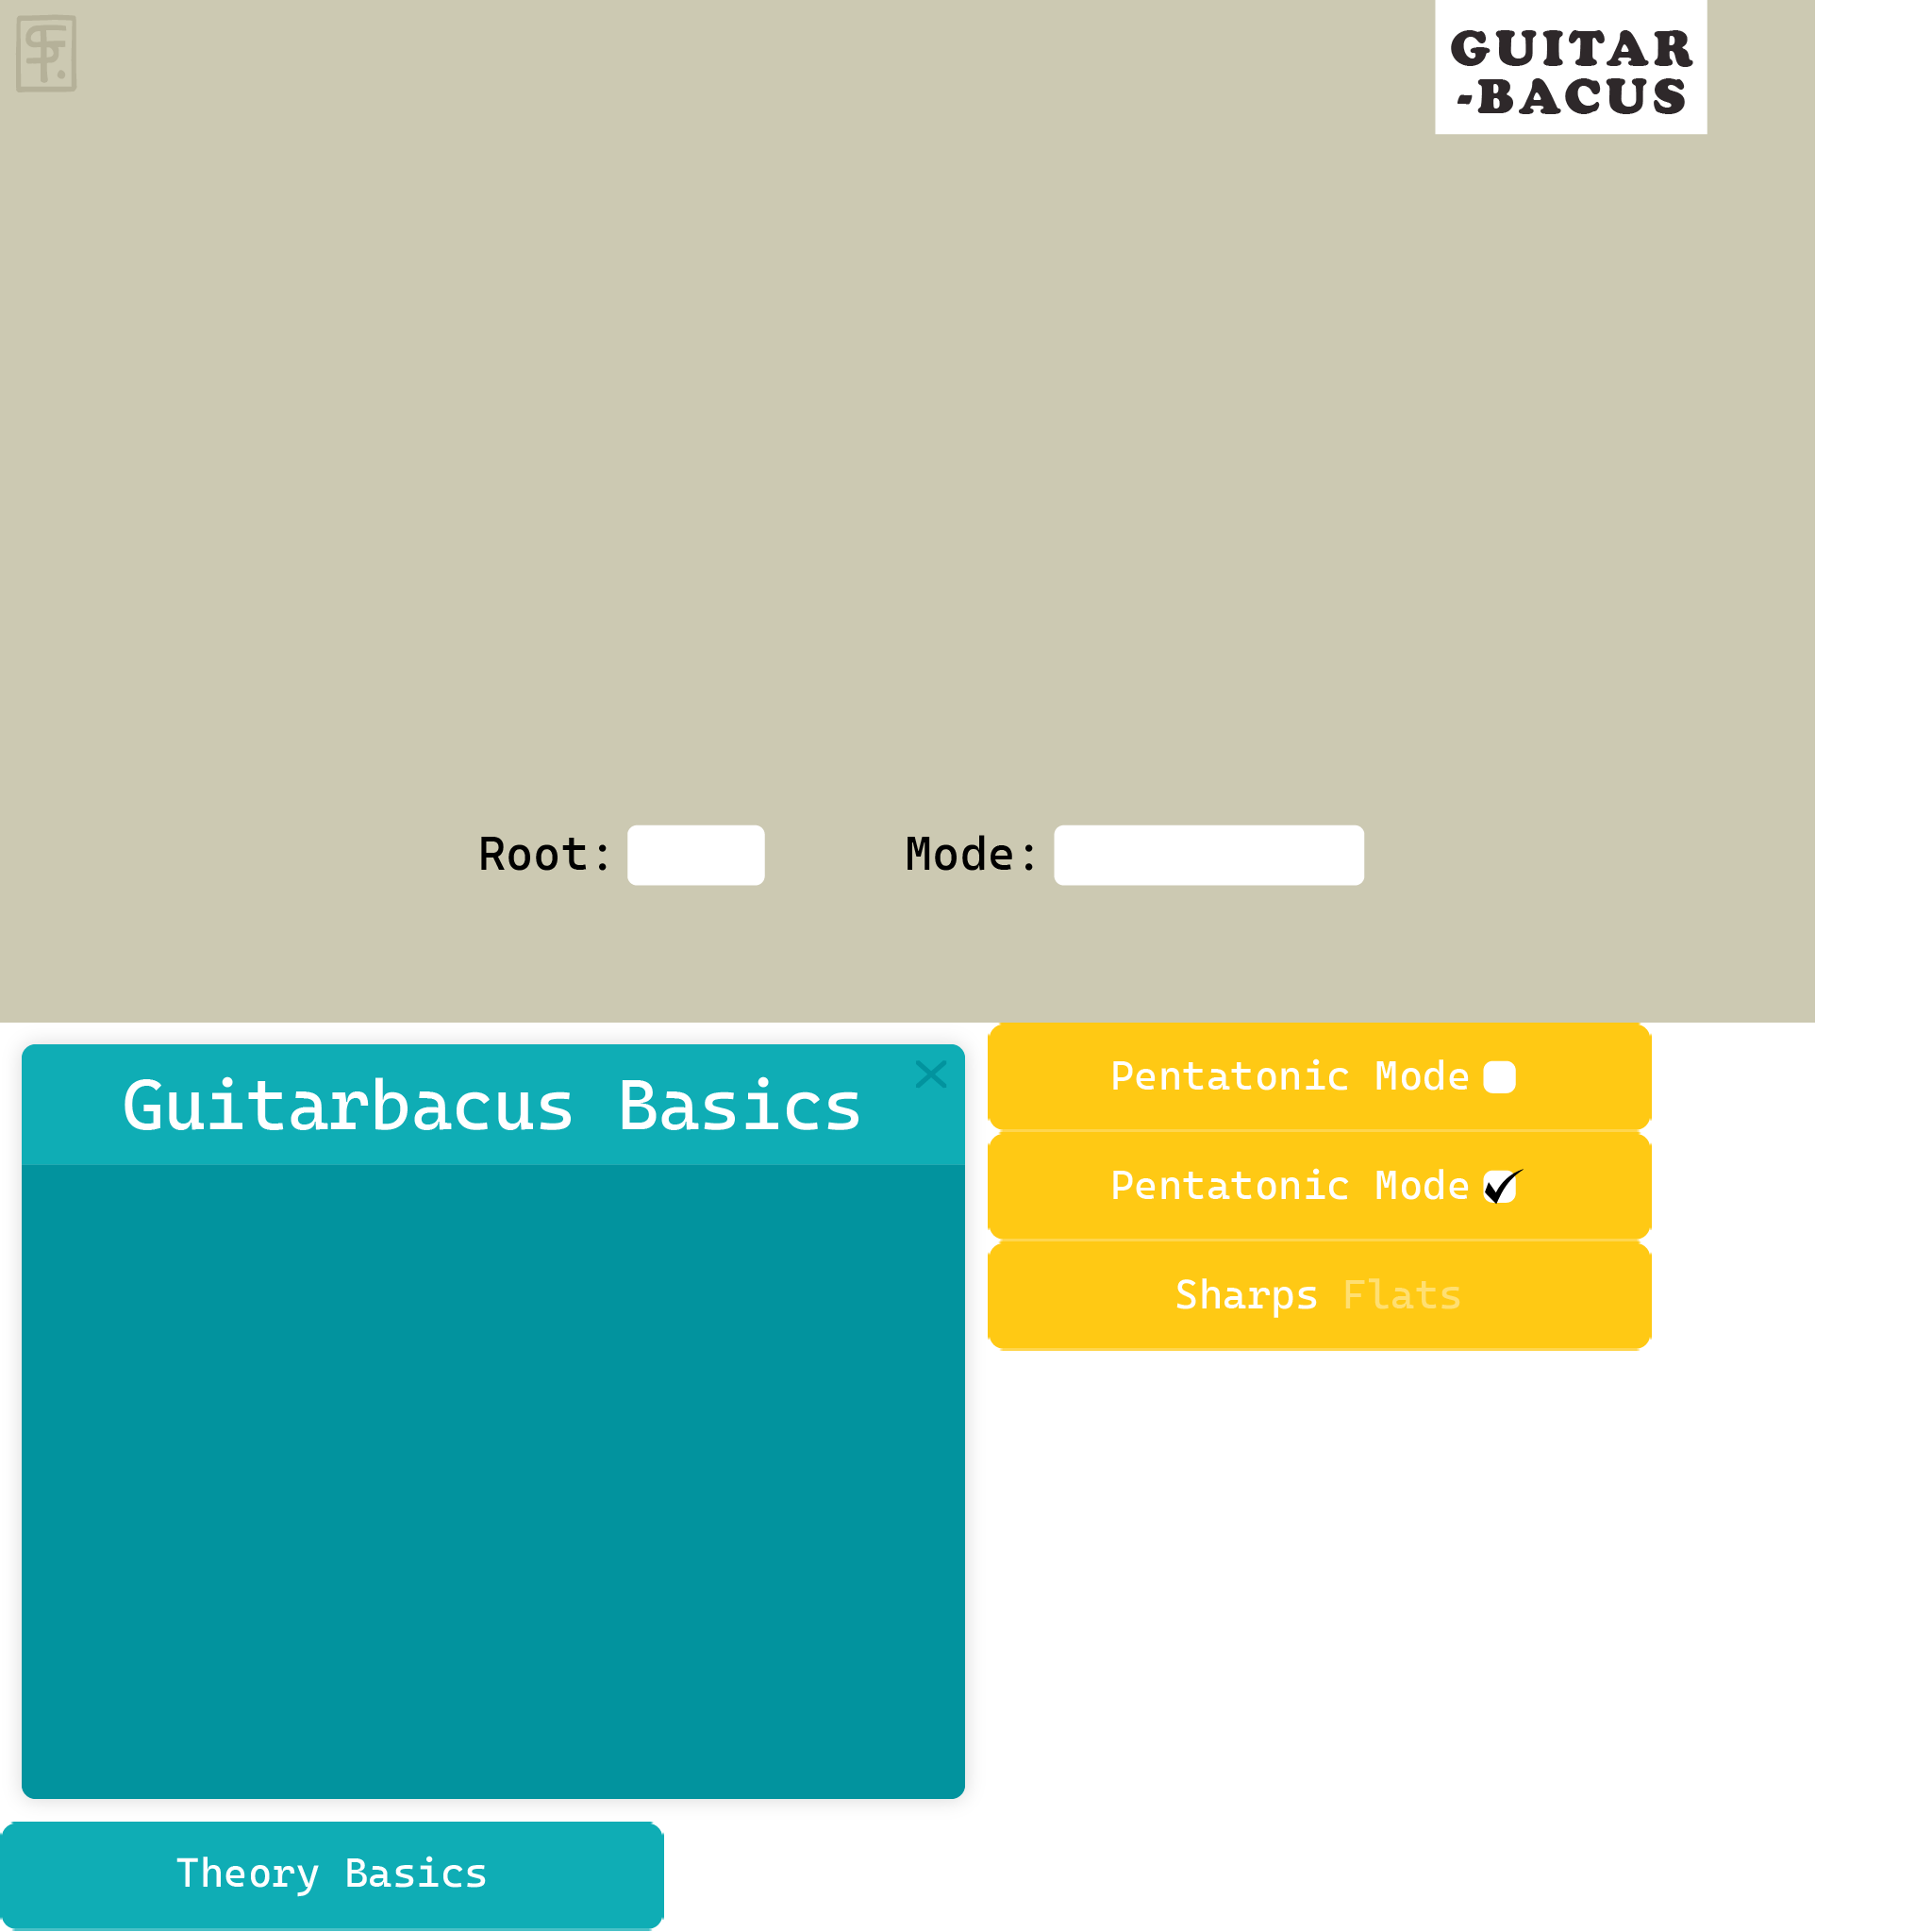 GUITAR
-BACUS
Root:
Mode:
Guitarbacus Basics
Pentatonic Mode
Pentatonic Mode
Sharps Flats
Theory Basics